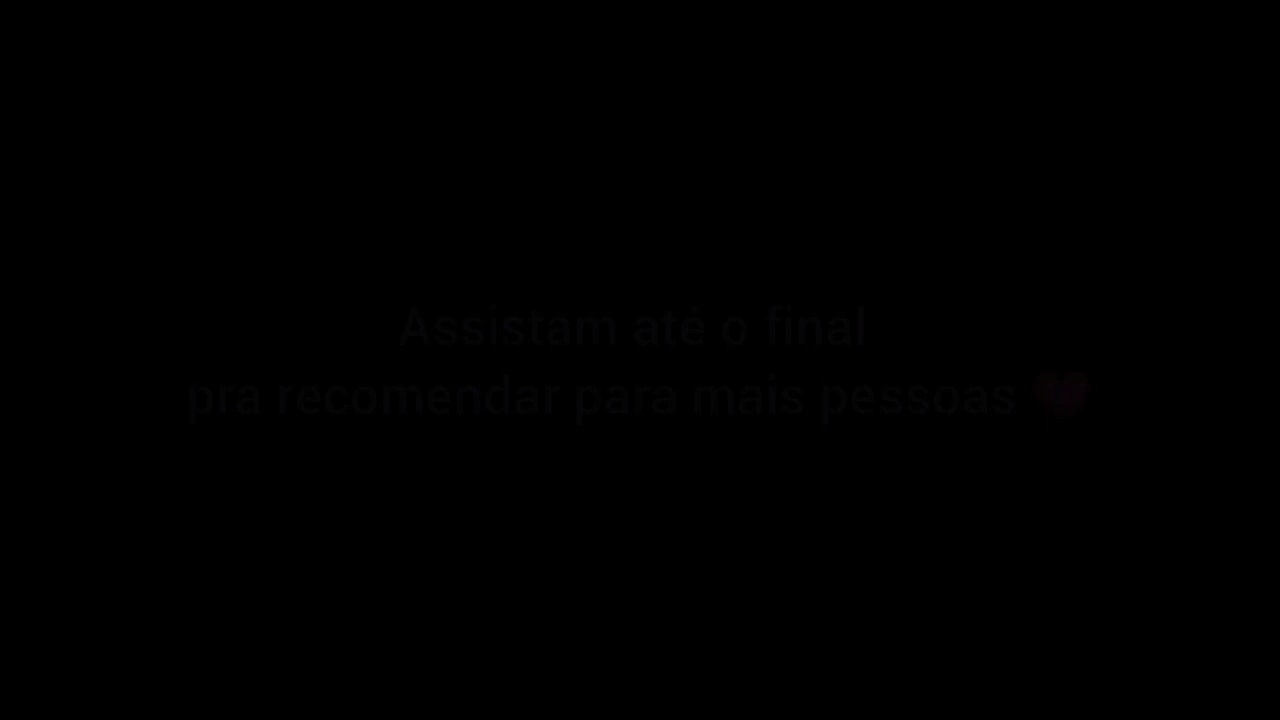 Assistam até o final
pra recomendar para mais pessoas ❤